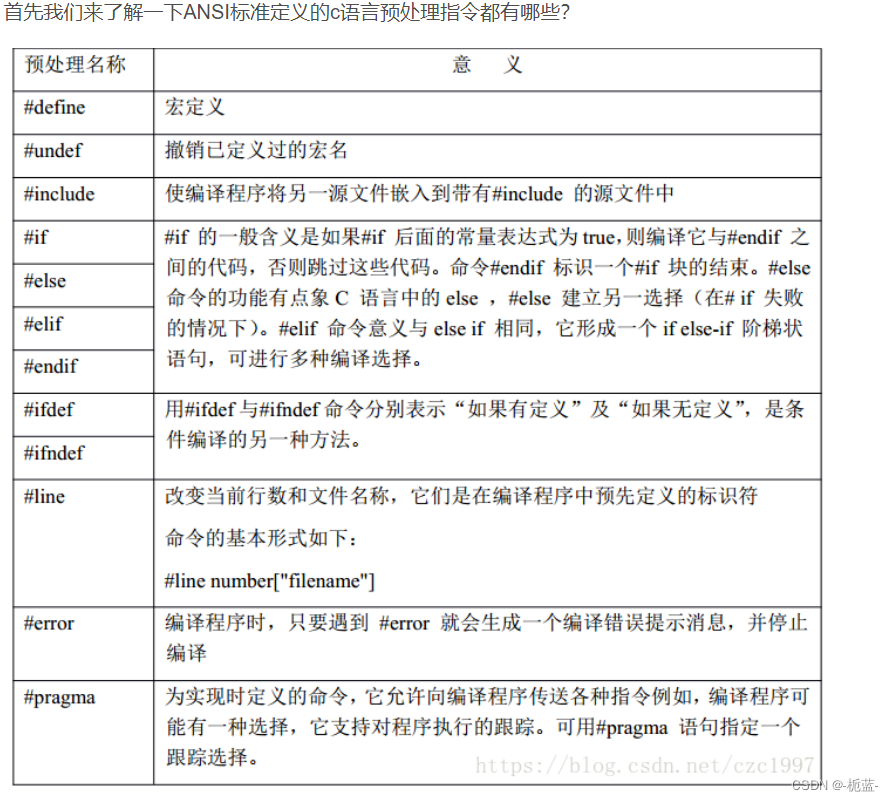 首先我们来了解一下ANSI标准定义的c语言预处理指令都有哪些？
预处理名称 意 义
#define 宏定义
#undef 撤销已定义过的宏名
#include 使编译程序将另一源文件嵌入到带有#include 的源文件中
#if #if 的一般含义是如果#if 后面的常量表达式为 true，则编译它与#endif 之
间的代码，否则跳过这些代码。命令#endif 标识一个#if 块的结束。#else
#else
命令的功能有点象 C 语言中的 else ，#else 建立另一选择（在# if 失败
#elif
的情况下）。#elif 命令意义与 else if 相同，它形成一个 if else-if 阶梯状
语句，可进行多种编译选择。
#endif
#ifdef 用#ifdef 与#ifndef 命令分别表示“如果有定义”及“如果无定义”，是条
件编译的另一种方法。
#ifndef
#line 改变当前行数和文件名称，它们是在编译程序中预先定义的标识符
命令的基本形式如下：
#line number["filename"]
#error 编译程序时，只要遇到 #error 就会生成一个编译错误提示消息，并停止
编译
#pragma 为实现时定义的命令，它允许向编译程序传送各种指令例如，编译程序可
能有一种选择，它支持对程序执行的跟踪。可用#pragma 语句指定一个
跟踪选择。
https://blog.csdn.net/czc1997
CSDN @-栀蓝-